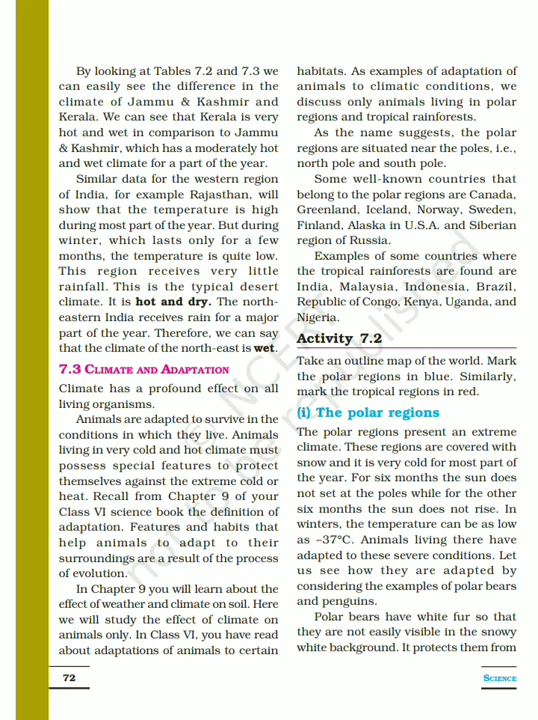 By looking at Tables 7.2 and 7.3 we
can easily see the difference in the
climate of Jammu & Kashmir and
Kerala. We can see that Kerala is very
hot and wet in comparison to Jammu
& Kashmir, which has a moderately hot
and wet climate for a part of the year.
Similar data for the western region
of India, for example Rajasthan, will
show that the temperature is high
during most part of the year. But during
winter, which lasts only for a few
months, the temperature is quite low.
This region receives very little
rainfall. This is the typical desert
climate. It is hot and dry. The north-
eastern India receives rain for a major
part of the year. Therefore, we can say
that the climate of the north-east is wet.
7.3 CLIMATE AND ADAPTATION
Climate has a profound effect on all
living organisms.
Animals are adapted to survive in the
conditions in which they live. Animals
living in very cold and hot climate must
possess special features to protect
themselves against the extreme cold or
heat. Recall from Chapter 9 of your
Class VI science book the definition of
adaptation. Features and habits that
help animals to adapt to their
surroundings are a result of the process
of evolution.
In Chapter 9 you will learn about the
effect of weather and climate on soil. Here
we will study the effect of climate on
animals only. In Class VI, you have read
about adaptations of animals to certain
habitats. As examples of adaptation of
animals to climatic conditions, we
discuss only animals living in polar
regions and tropical rainforests.
As the name suggests, the polar
regions are situated near the poles, i.e.,
north pole and south pole.
Some well-known countries that
belong to the polar regions are Canada,
Greenland, Iceland, Norway, Sweden,
Finland, Alaska in U.S.A. and Siberian
region of Russia.
Examples of some countries where
the tropical rainforests are found are
India, Malaysia, Indonesia, Brazil,
Republic of Congo, Kenya, Uganda, and
Nigeria.
Activity 7.2
Take an outline map of the world. Mark
the polar regions in blue. Similarly,
mark the tropical regions in red.
(i) The polar regions
The polar regions present an extreme
climate. These regions are covered with
snow and it is very cold for most part of
the year. For six months the sun does
not set at the poles while for the other
six months the sun does not rise. In
winters, the temperature can be as low
as –37°C. Animals living there have
adapted to these severe conditions. Let
us see how they are adapted by
considering the examples of polar bears
and penguins.
Polar bears have white fur so that
they are not easily visible in the snowy
white background. It protects them from
72
SCIENCE
© NCERT
not to be republished